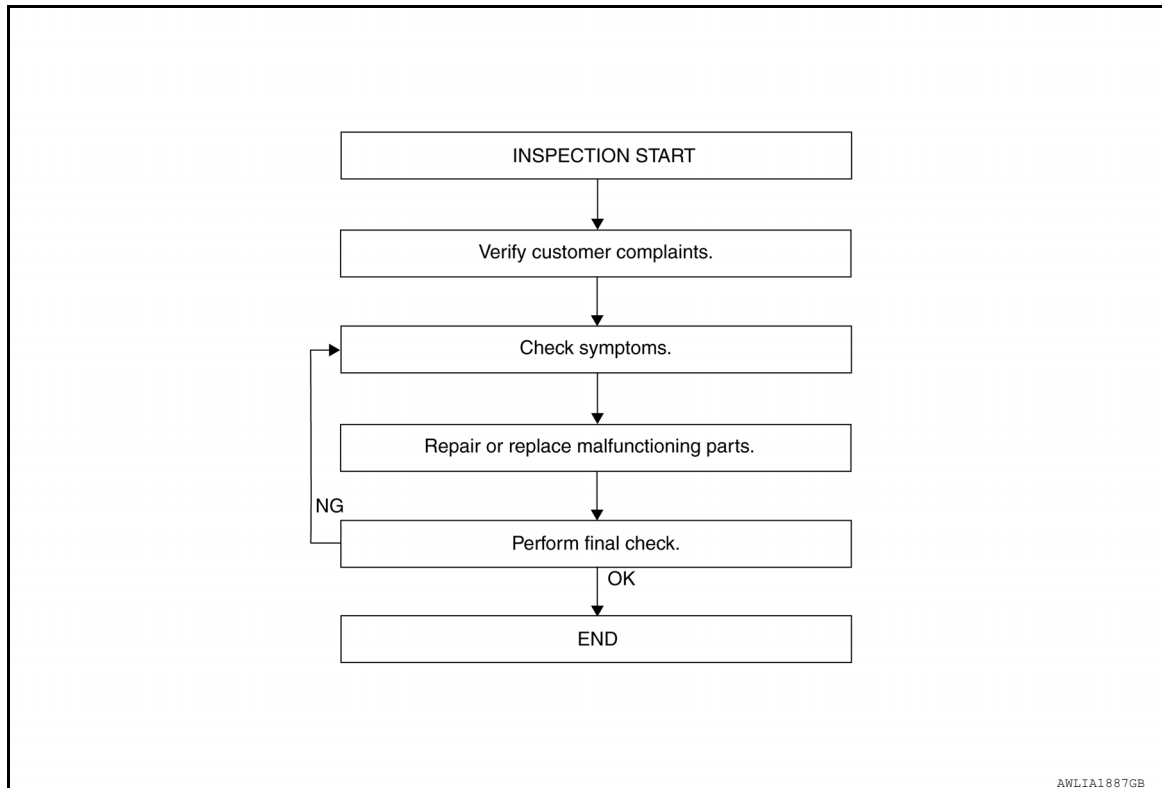 INSPECTION START
Verify customer complaints.
Check symptoms.
Repair or replace malfunctioning parts.
NG
Perform final check.
OK
END
AWLIA1887GB